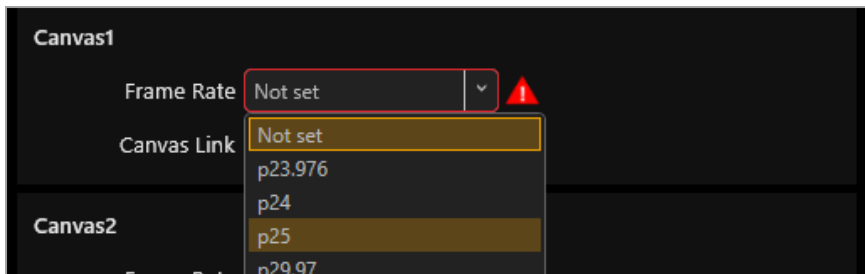 Canvas1
Frame Rate Not set
Canvas Link
Not set
p23.976
p24
Canvas2
p25
p29.97